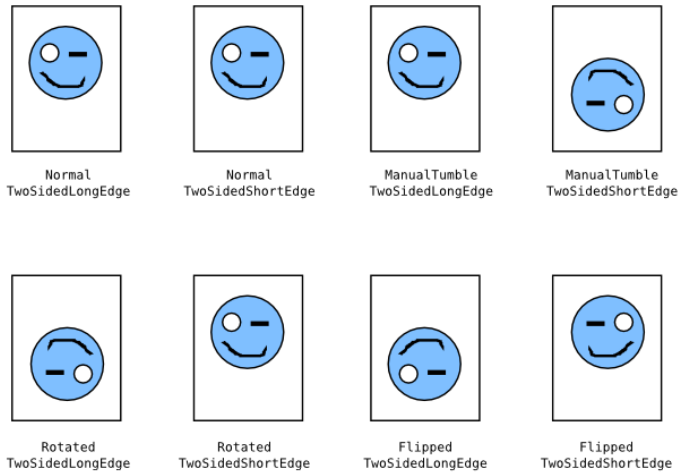 Normal
TwoSidedLongEdge
Normal
TwoSidedShortEdge
ManualTumble
TwoSidedLongEdge
ManualTumble
TwoSidedShortEdge
Rotated
TwoSidedLongEdge
Rotated
TwoSidedShortEdge
Flipped
TwoSidedLongEdge
Flipped
TwoSidedShortEdge